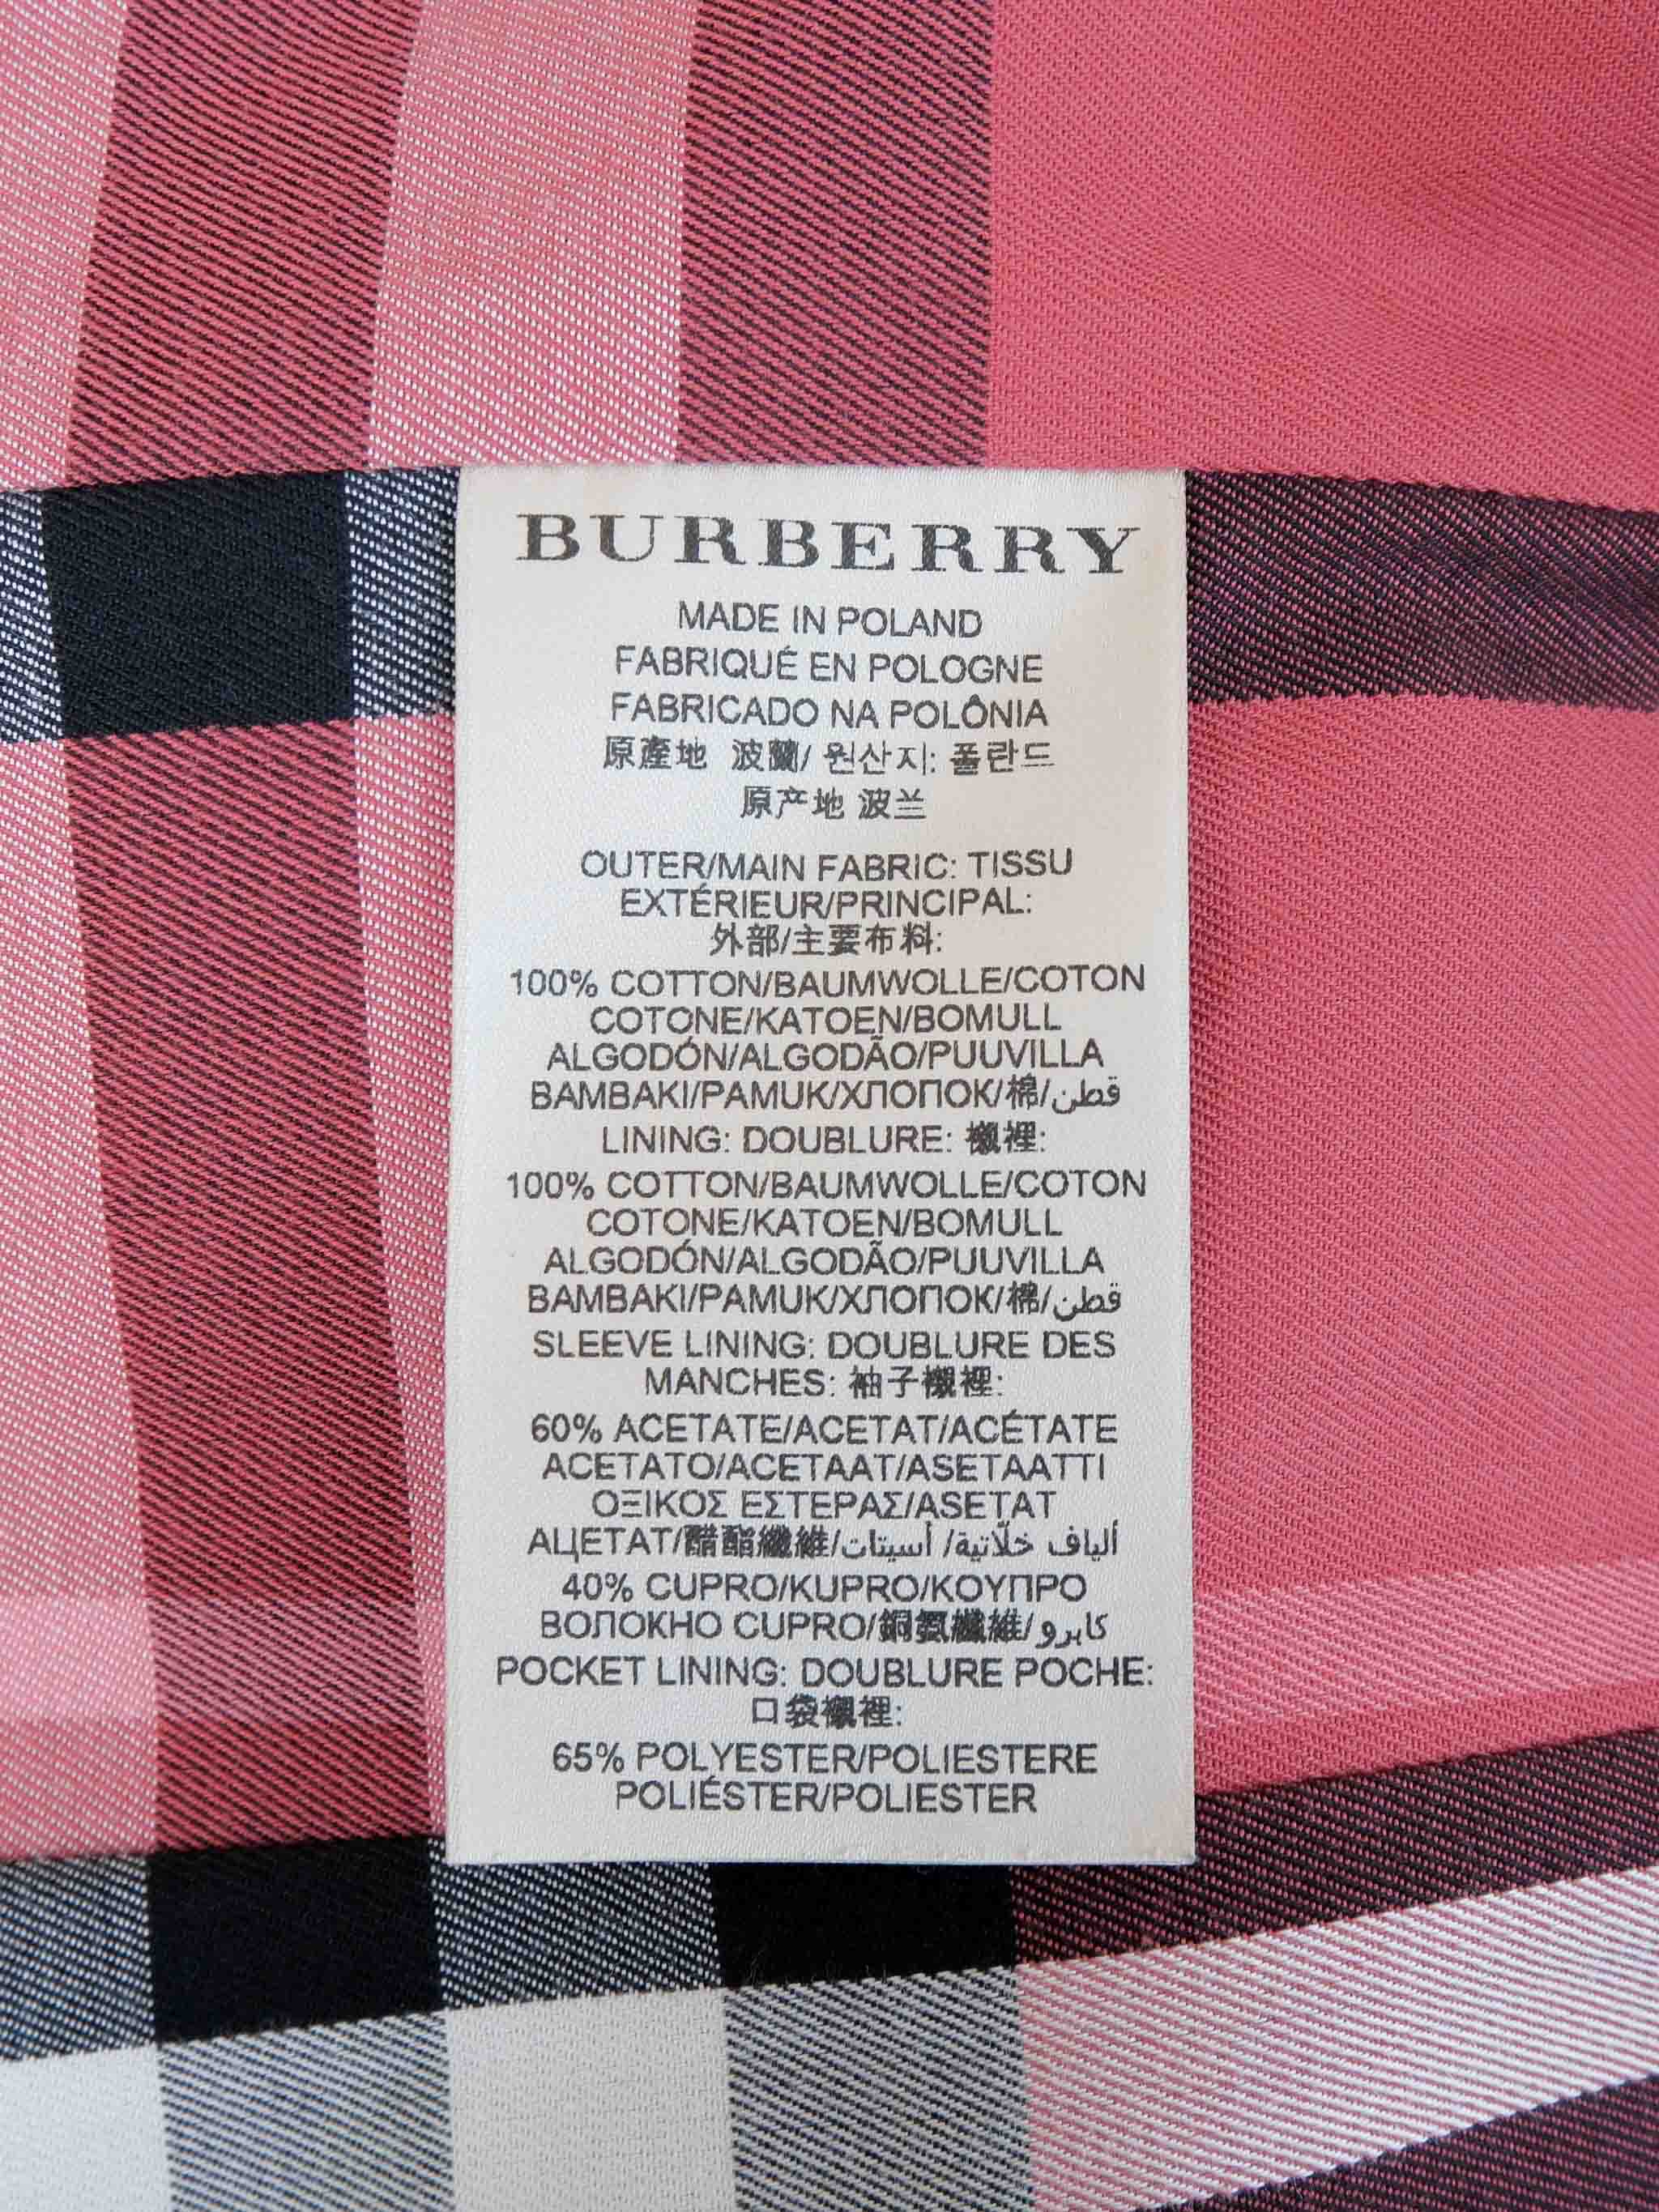 BURBERRY
MADE IN POLAND
FABRIQUÉ EN POLOGNE
FABRICADO NA POLÔNIA
原產地 波蘭/ 원산지: 폴란드
原产地 波兰
OUTER/MAIN FABRIC: TISSU
EXTÉRIEUR/PRINCIPAL:
外部/主要布料:
100% COTTON/BAUMWOLLE/COTON
COTONE/KATOEN/BOMULL
ALGODÓN/ALGODÃO/PUUVILLA
BAMBAKI/PAMUK/ХЛОПОК/棉/قطن
LINING: DOUBLURE: 襯裡:
100% COTTON/BAUMWOLLE/COTON
COTONE/KATOEN/BOMULL
ALGODÓN/ALGODÃO/PUUVILLA
BAMBAKI/PAMUK/ХЛОПОК/棉/قطن
SLEEVE LINING: DOUBLURE DES
MANCHES: 袖子襯裡:
60% ACETATE/ACETAT/ACÉTATE
ACETATO/ACETAAT/ASETAATTI
ΟΞΙΚΟΣ ΕΣΤΕΡΑΣ/ASETAT
АЦЕТАТ/醋酯纖維/ألياف خلّاتية/ أسيتات
40% CUPRO/KUPRO/ΚΟΥΠΡΟ
ВОЛОКНО CUPRO/銅氨纖維/كابرو
POCKET LINING: DOUBLURE POCHE:
口袋襯裡:
65% POLYESTER/POLIESTERE
POLIÉSTER/POLIESTER